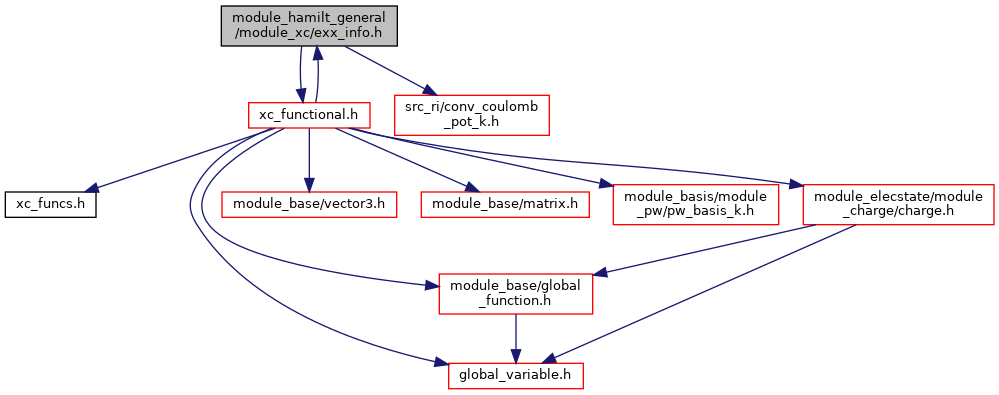 module_hamilt_general
/module_xc/exx_info.h
src_ri/conv_coulomb
_pot_k.h
xc_functional.h
xc_funcs.h
module_base/vector3.h
module_base/matrix.h
module_basis/module
_pw/pw_basis_k.h
module_elecstate/module
_charge/charge.h
module_base/global
_function.h
global_variable.h